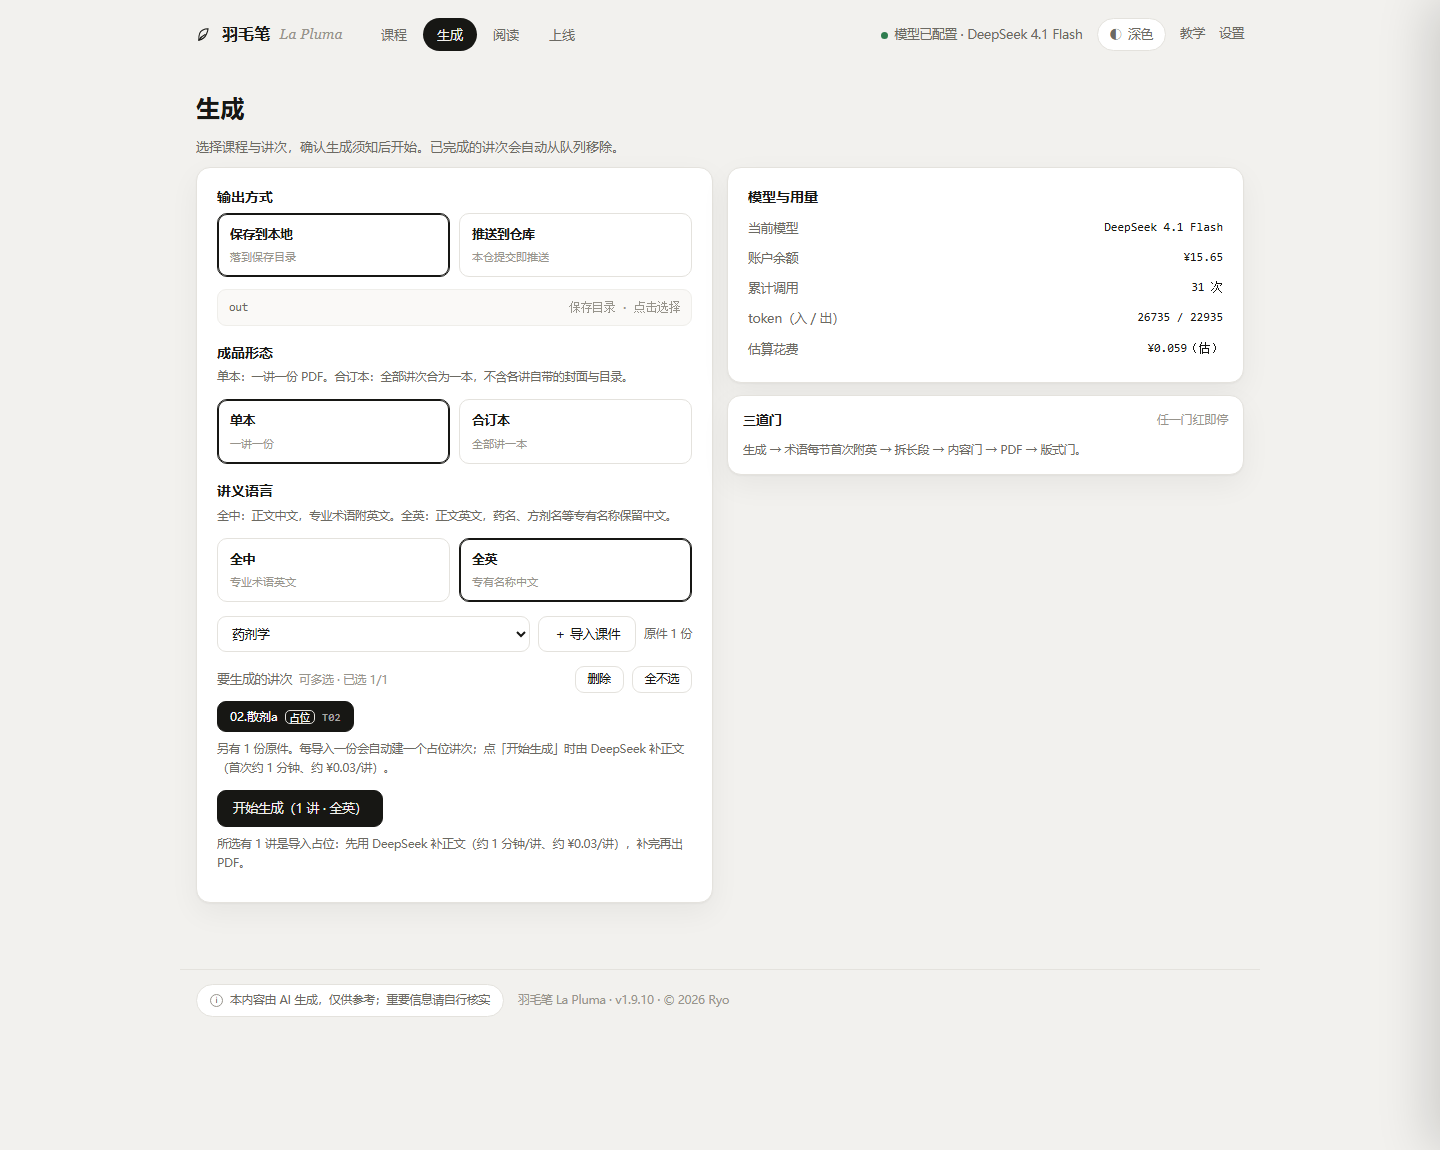 羽毛笔 La Pluma 课程 生成 阅读 上线 模型已配置 · DeepSeek 4.1 Flash 深色 教学 设置
生成
选择课程与讲次，确认生成须知后开始。已完成的讲次会自动从队列移除。
输出方式
保存到本地 推送到仓库
落到保存目录 本仓提交即推送
out 保存目录 · 点击选择
成品形态
单本：一讲一份 PDF。合订本：全部讲次合为一本，不含各讲自带的封面与目录。
单本 合订本
一讲一份 全部讲一本
讲义语言
全中：正文中文，专业术语附英文。全英：正文英文，药名、方剂名等专有名称保留中文。
全中 全英
专业术语英文 专有名称中文
药剂学 + 导入课件 原件 1 份
要生成的讲次 可多选 · 已选 1/1 删除 全不选
02.散剂a 占位 T02
另有 1 份原件。每导入一份会自动建一个占位讲次；点「开始生成」时由 DeepSeek 补正文
（首次约 1 分钟、约 ¥0.03/讲）。
开始生成（1 讲 · 全英）
所选有 1 讲是导入占位：先用 DeepSeek 补正文（约 1 分钟/讲、约 ¥0.03/讲），补完再出
PDF。
模型与用量
当前模型 DeepSeek 4.1 Flash
账户余额 ¥15.65
累计调用 31 次
token（入 / 出） 26735 / 22935
估算花费 ¥0.059（估）
三道门 任一门红即停
生成 → 术语每节首次附英 → 拆长段 → 内容门 → PDF → 版式门。
本内容由 AI 生成，仅供参考；重要信息请自行核实 羽毛笔 La Pluma · v1.9.10 · © 2026 Ryo